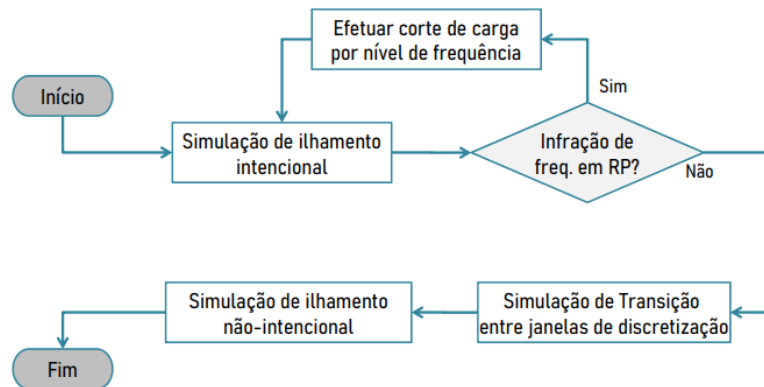 Efetuar corte de carga
por nível de frequência
Sim
Início
Simulação de ilhamento
intencional
Infração de
freq. em RP?
Não
Simulação de ilhamento
não-intencional
Simulação de Transição
entre janelas de discretização
Fim